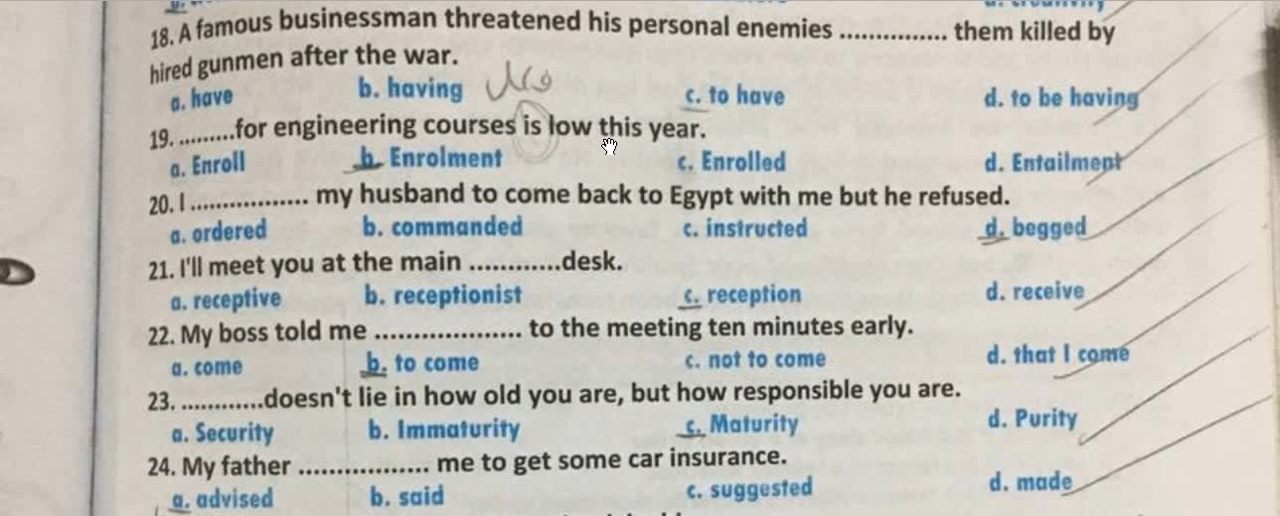 18. A famous businessman threatened his personal enemies ............... them killed by
hired gunmen after the war.
a. have b. having c. to have d. to be having
19. .........for engineering courses is low this year.
a. Enroll b. Enrolment c. Enrolled d. Entailment
20. I ................. my husband to come back to Egypt with me but he refused.
a. ordered b. commanded c. instructed d. begged
21. I'll meet you at the main ............desk.
a. receptive b. receptionist c. reception d. receive
22. My boss told me ................... to the meeting ten minutes early.
a. come b. to come c. not to come d. that I come
23. ............doesn't lie in how old you are, but how responsible you are.
a. Security b. Immaturity c. Maturity d. Purity
24. My father .................. me to get some car insurance.
a. advised b. said c. suggested d. made